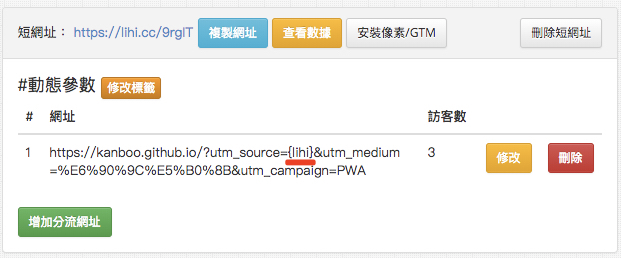 短網址： https://lihi.cc/9rglT 複製網址 查看數據 安裝像素/GTM 刪除短網址
#動態參數 修改標籤
# 網址 訪客數
1 https://kanboo.github.io/?utm_source={lihi}&utm_medium 3 修改 刪除
=%E6%90%9C%E5%B0%8B&utm_campaign=PWA
增加分流網址